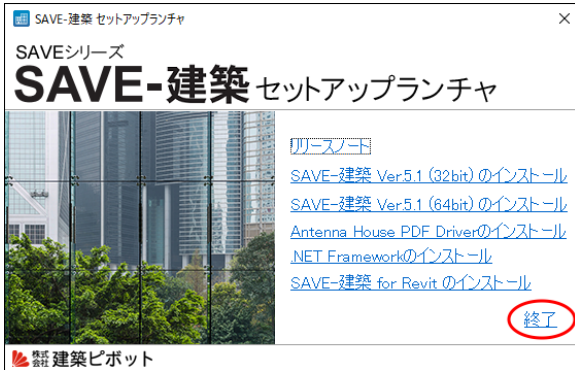 SAVE-建築 セットアップランチャ
SAVEシリーズ
SAVE-建築 セットアップランチャ
リリースノート
SAVE-建築 Ver.5.1 (32bit) のインストール
SAVE-建築 Ver.5.1 (64bit) のインストール
Antenna House PDF Driverのインストール
.NET Frameworkのインストール
SAVE-建築 for Revit のインストール
終了
株式会社 建築ピボット